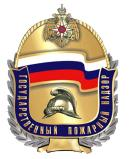 ГОСУДАРСТВЕННЫЙ ПОЖАРНЫЙ НАДЗОР